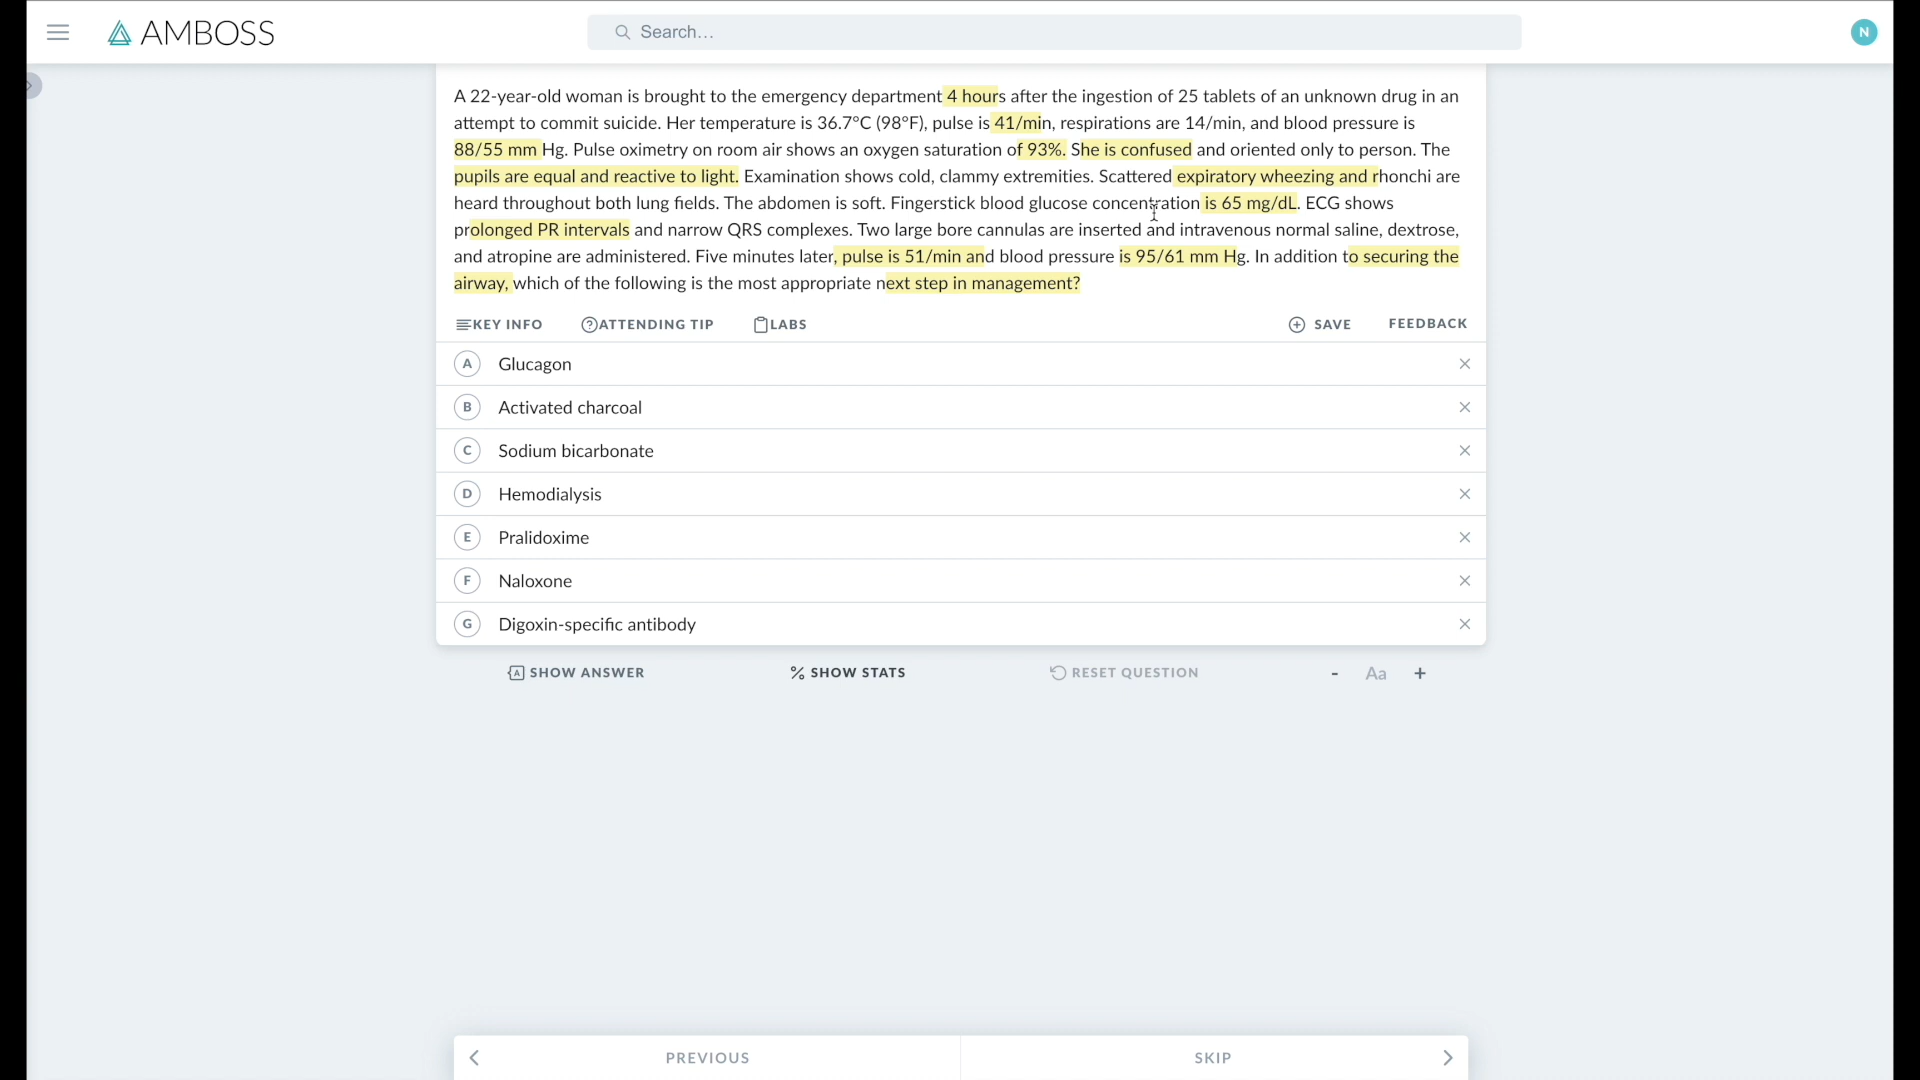 AMBOSS
Search...
N
A 22-year-old woman is brought to the emergency department 4 hours after the ingestion of 25 tablets of an unknown drug in an
attempt to commit suicide. Her temperature is 36.7°C (98°F), pulse is 41/min, respirations are 14/min, and blood pressure is
88/55 mm Hg. Pulse oximetry on room air shows an oxygen saturation of 93%. She is confused and oriented only to person. The
pupils are equal and reactive to light. Examination shows cold, clammy extremities. Scattered expiratory wheezing and rhonchi are
heard throughout both lung fields. The abdomen is soft. Fingerstick blood glucose concentration is 65 mg/dL. ECG shows
prolonged PR intervals and narrow QRS complexes. Two large bore cannulas are inserted and intravenous normal saline, dextrose,
and atropine are administered. Five minutes later, pulse is 51/min and blood pressure is 95/61 mm Hg. In addition to securing the
airway, which of the following is the most appropriate next step in management?
KEY INFO ATTENDING TIP LABS SAVE FEEDBACK
A Glucagon
B Activated charcoal
C Sodium bicarbonate
D Hemodialysis
E Pralidoxime
F Naloxone
G Digoxin-specific antibody
A SHOW ANSWER % SHOW STATS RESET QUESTION - Aa +
PREVIOUS SKIP